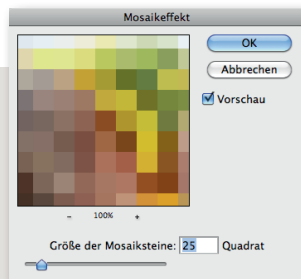 Mosaikeffekt
OK
Abbrechen
Vorschau
- 100% +
Größe der Mosaiksteine: 25 Quadrat